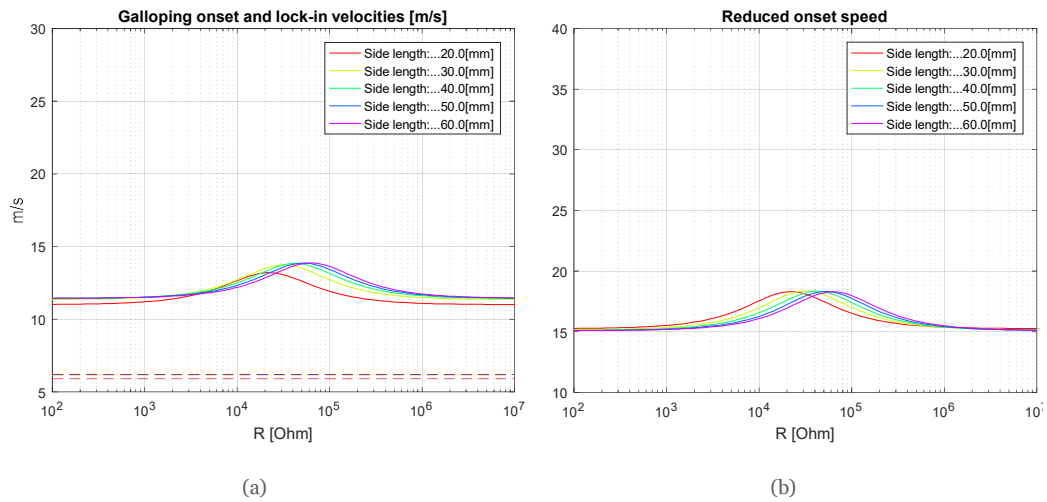 Galloping onset and lock-in velocities [m/s]
30
25
20
15
10
5
m/s
Side length:...20.0[mm]
Side length:...30.0[mm]
Side length:...40.0[mm]
Side length:...50.0[mm]
Side length:...60.0[mm]
10^2 10^3 10^4 10^5 10^6 10^7
R [Ohm]
(a)
Reduced onset speed
40
35
30
25
20
15
10
Side length:...20.0[mm]
Side length:...30.0[mm]
Side length:...40.0[mm]
Side length:...50.0[mm]
Side length:...60.0[mm]
10^2 10^3 10^4 10^5 10^6 10^7
R [Ohm]
(b)